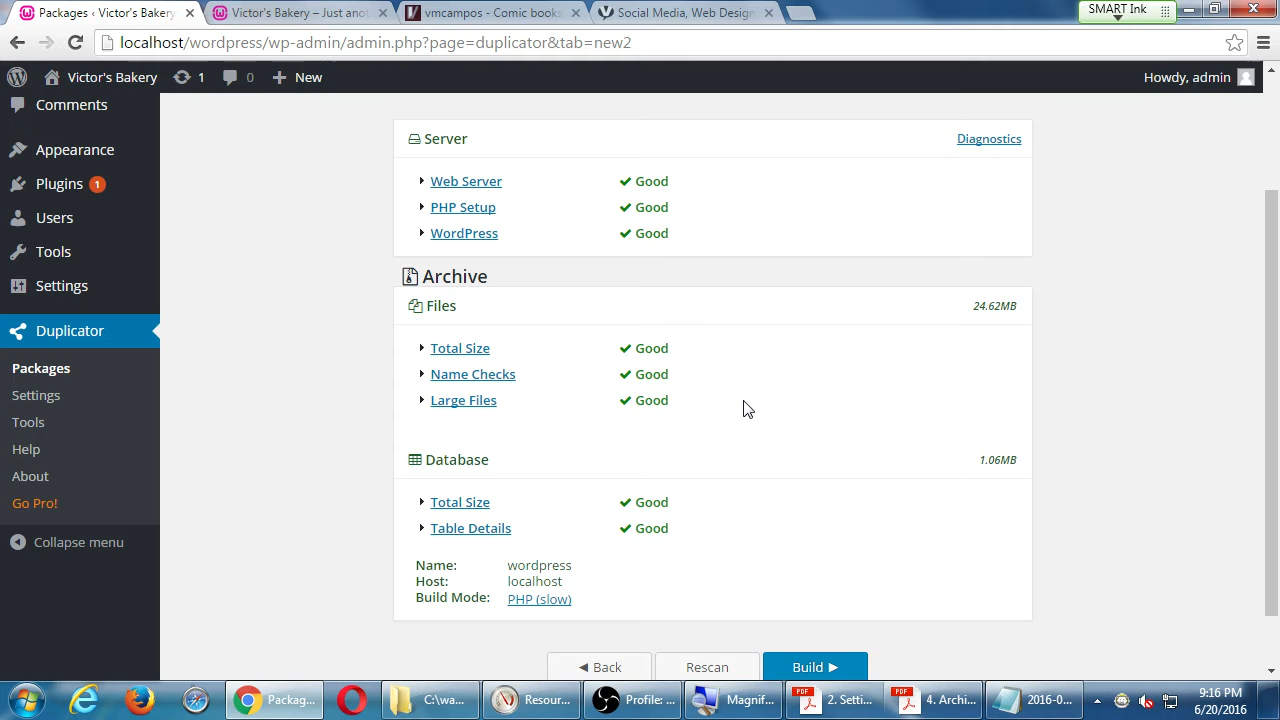 Packages ‹ Victor's Bakery
Victor's Bakery – Just anot
vmcampos - Comic books
Social Media, Web Design
SMART Ink
localhost/wordpress/wp-admin/admin.php?page=duplicator&tab=new2
Victor's Bakery
1
0
New
Howdy, admin
Comments
Appearance
Plugins 1
Users
Tools
Settings
Duplicator
Packages
Settings
Tools
Help
About
Go Pro!
Collapse menu
Server
Diagnostics
Web Server Good
PHP Setup Good
WordPress Good
Archive
Files 24.62MB
Total Size Good
Name Checks Good
Large Files Good
Database 1.06MB
Total Size Good
Table Details Good
Name: wordpress
Host: localhost
Build Mode: PHP (slow)
Back
Rescan
Build
Packag...
C:\wa...
Resour...
Profile: ...
Magnif...
PDF
2. Setti...
PDF
4. Archi...
2016-0...
9:16 PM
6/20/2016